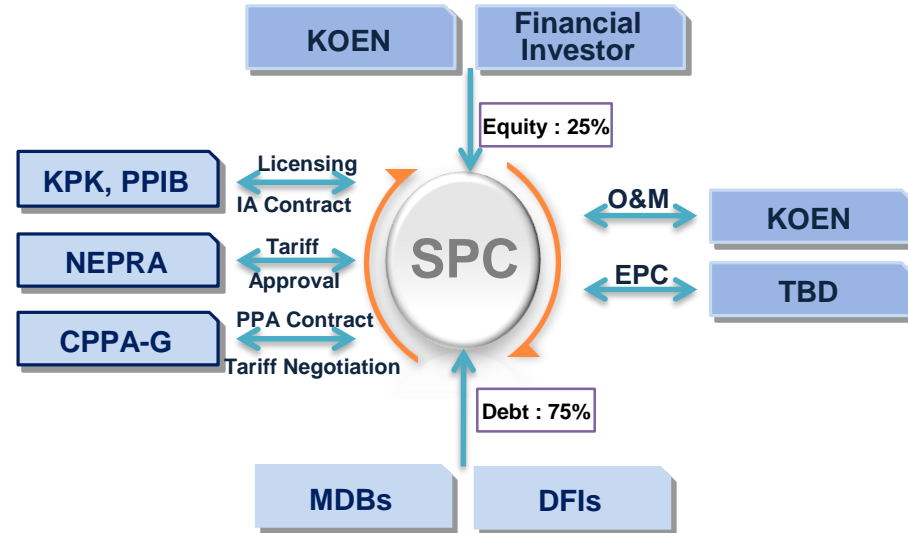 KOEN
Financial
Investor
Equity : 25%
KPK, PPIB
Licensing
IA Contract
NEPRA
Tariff
Approval
CPPA-G
PPA Contract
Tariff Negotiation
SPC
O&M
KOEN
EPC
TBD
Debt : 75%
MDBs
DFIs